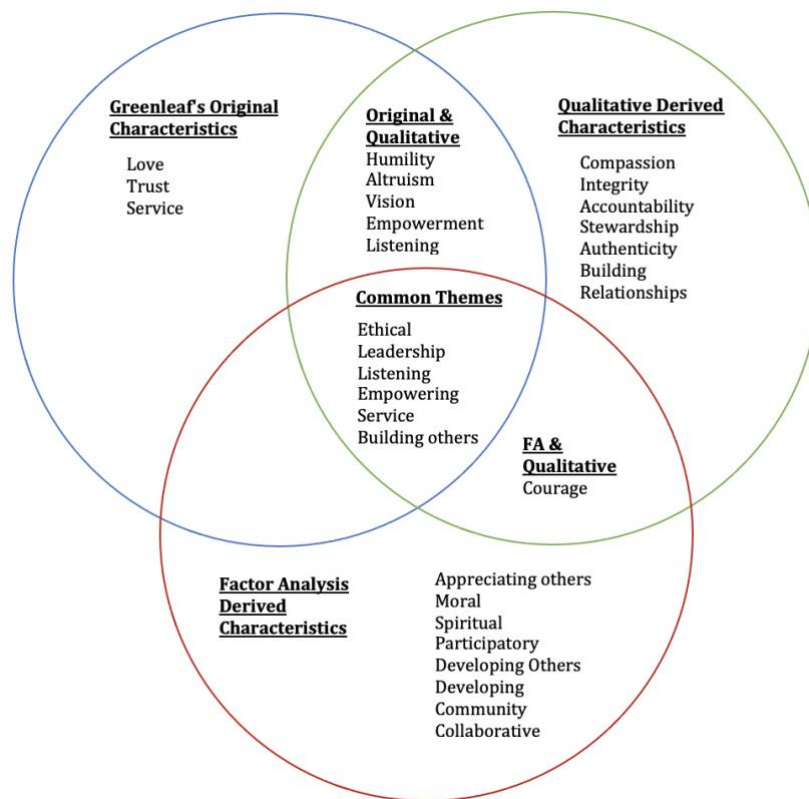 Greenleaf's Original
Characteristics
Love
Trust
Service
Original &
Qualitative
Humility
Altruism
Vision
Empowerment
Listening
Qualitative Derived
Characteristics
Compassion
Integrity
Accountability
Stewardship
Authenticity
Building
Relationships
Common Themes
Ethical
Leadership
Listening
Empowering
Service
Building others
FA &
Qualitative
Courage
Factor Analysis
Derived
Characteristics
Appreciating others
Moral
Spiritual
Participatory
Developing Others
Developing
Community
Collaborative